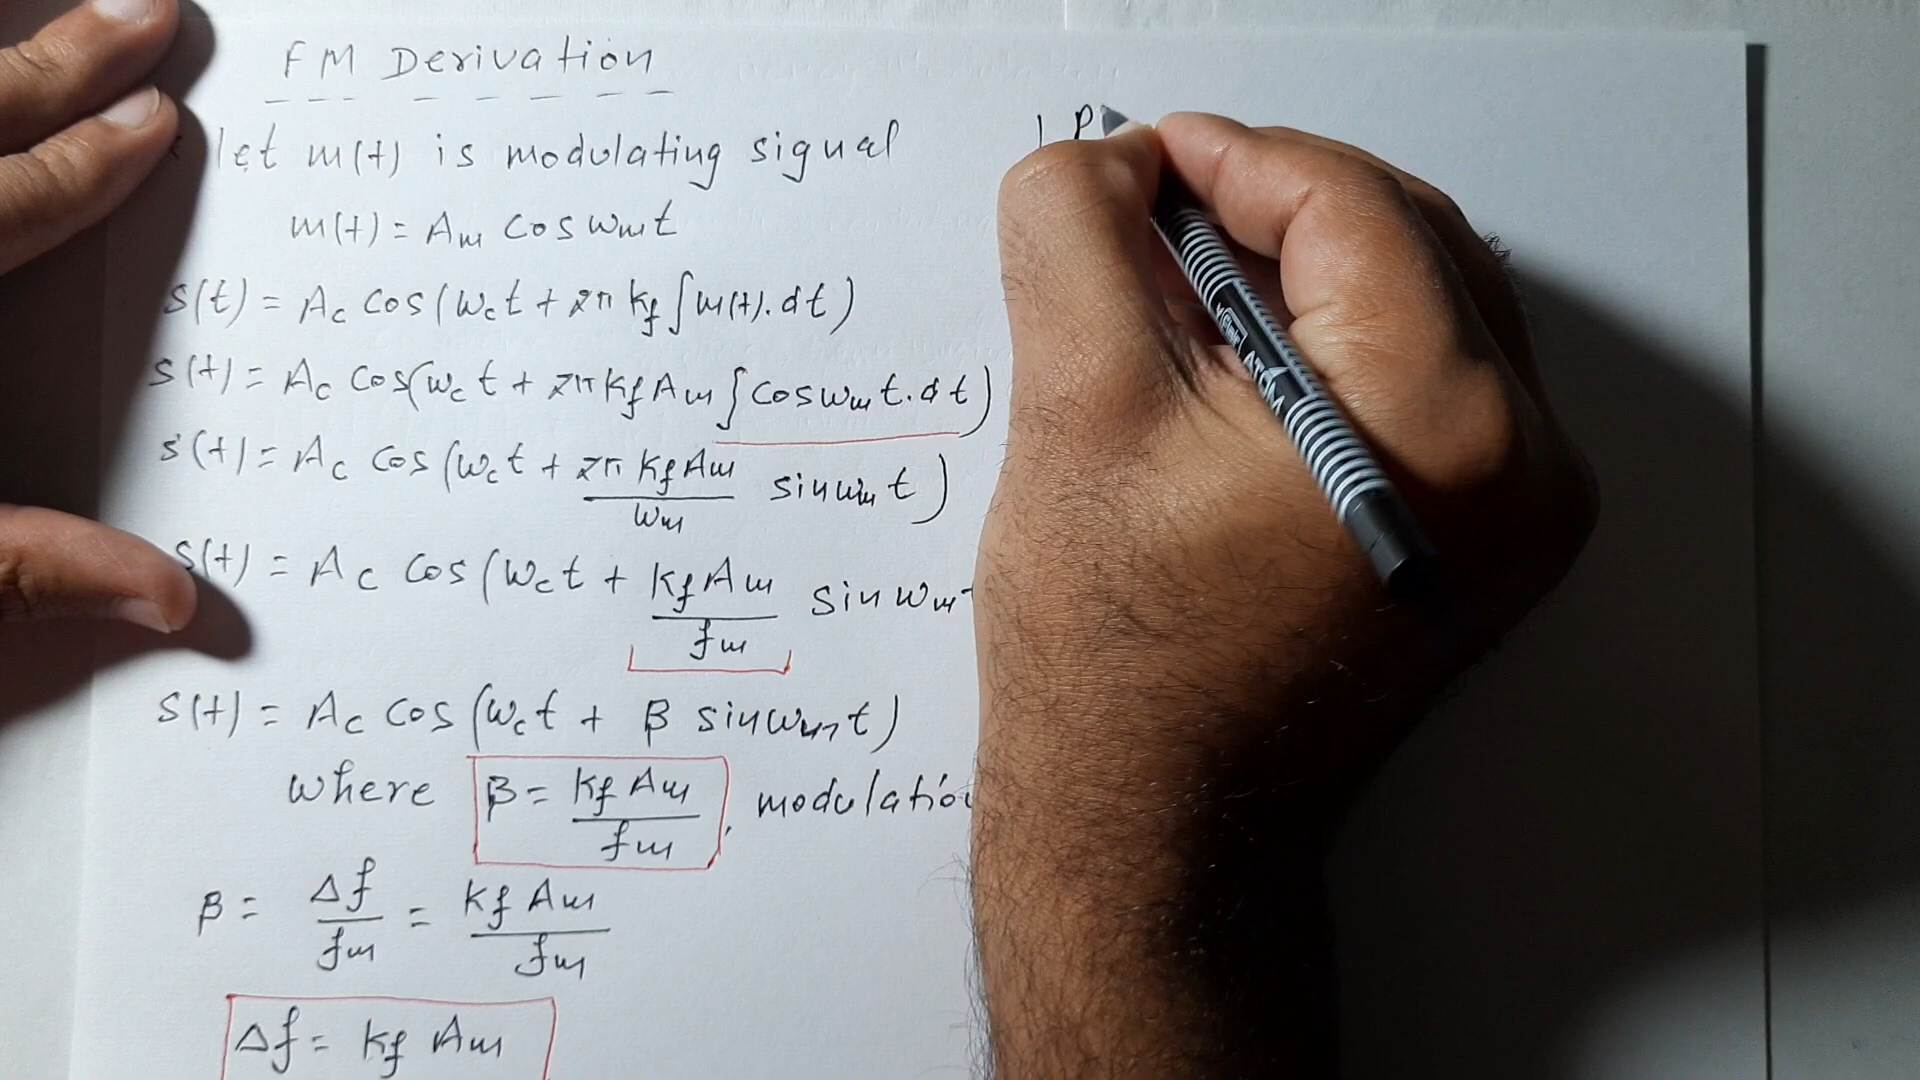 FM Derivation
let m(t) is modulating signal
m(t) = Am Cos ωmt
S(t) = Ac Cos(ωct + 2π kf ∫m(t).dt)
S(t) = Ac Cos(ωct + 2π kf Am ∫cos ωmt.dt)
S(t) = Ac Cos(ωct + 2π kf Am / ωm sin ωmt)
S(t) = Ac Cos(ωct + kf Am / fm sin ωm
S(t) = Ac Cos(ωct + β sin ωmt)
where β = kf Am / fm, modulation
β = Δf / fm = kf Am / fm
Δf = kf Am
P
ATOM